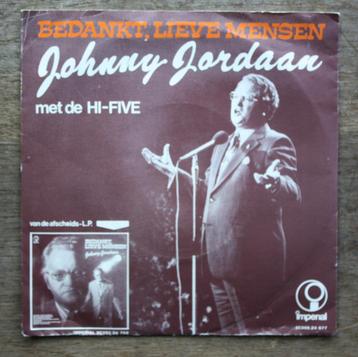 BEDANKT, LIEVE MENSEN
Johnny Jordaan
met de HI-FIVE
van de afscheids-L.P.
BEDANKT,
LIEVE MENSEN
Johnny Jordaan
imperial